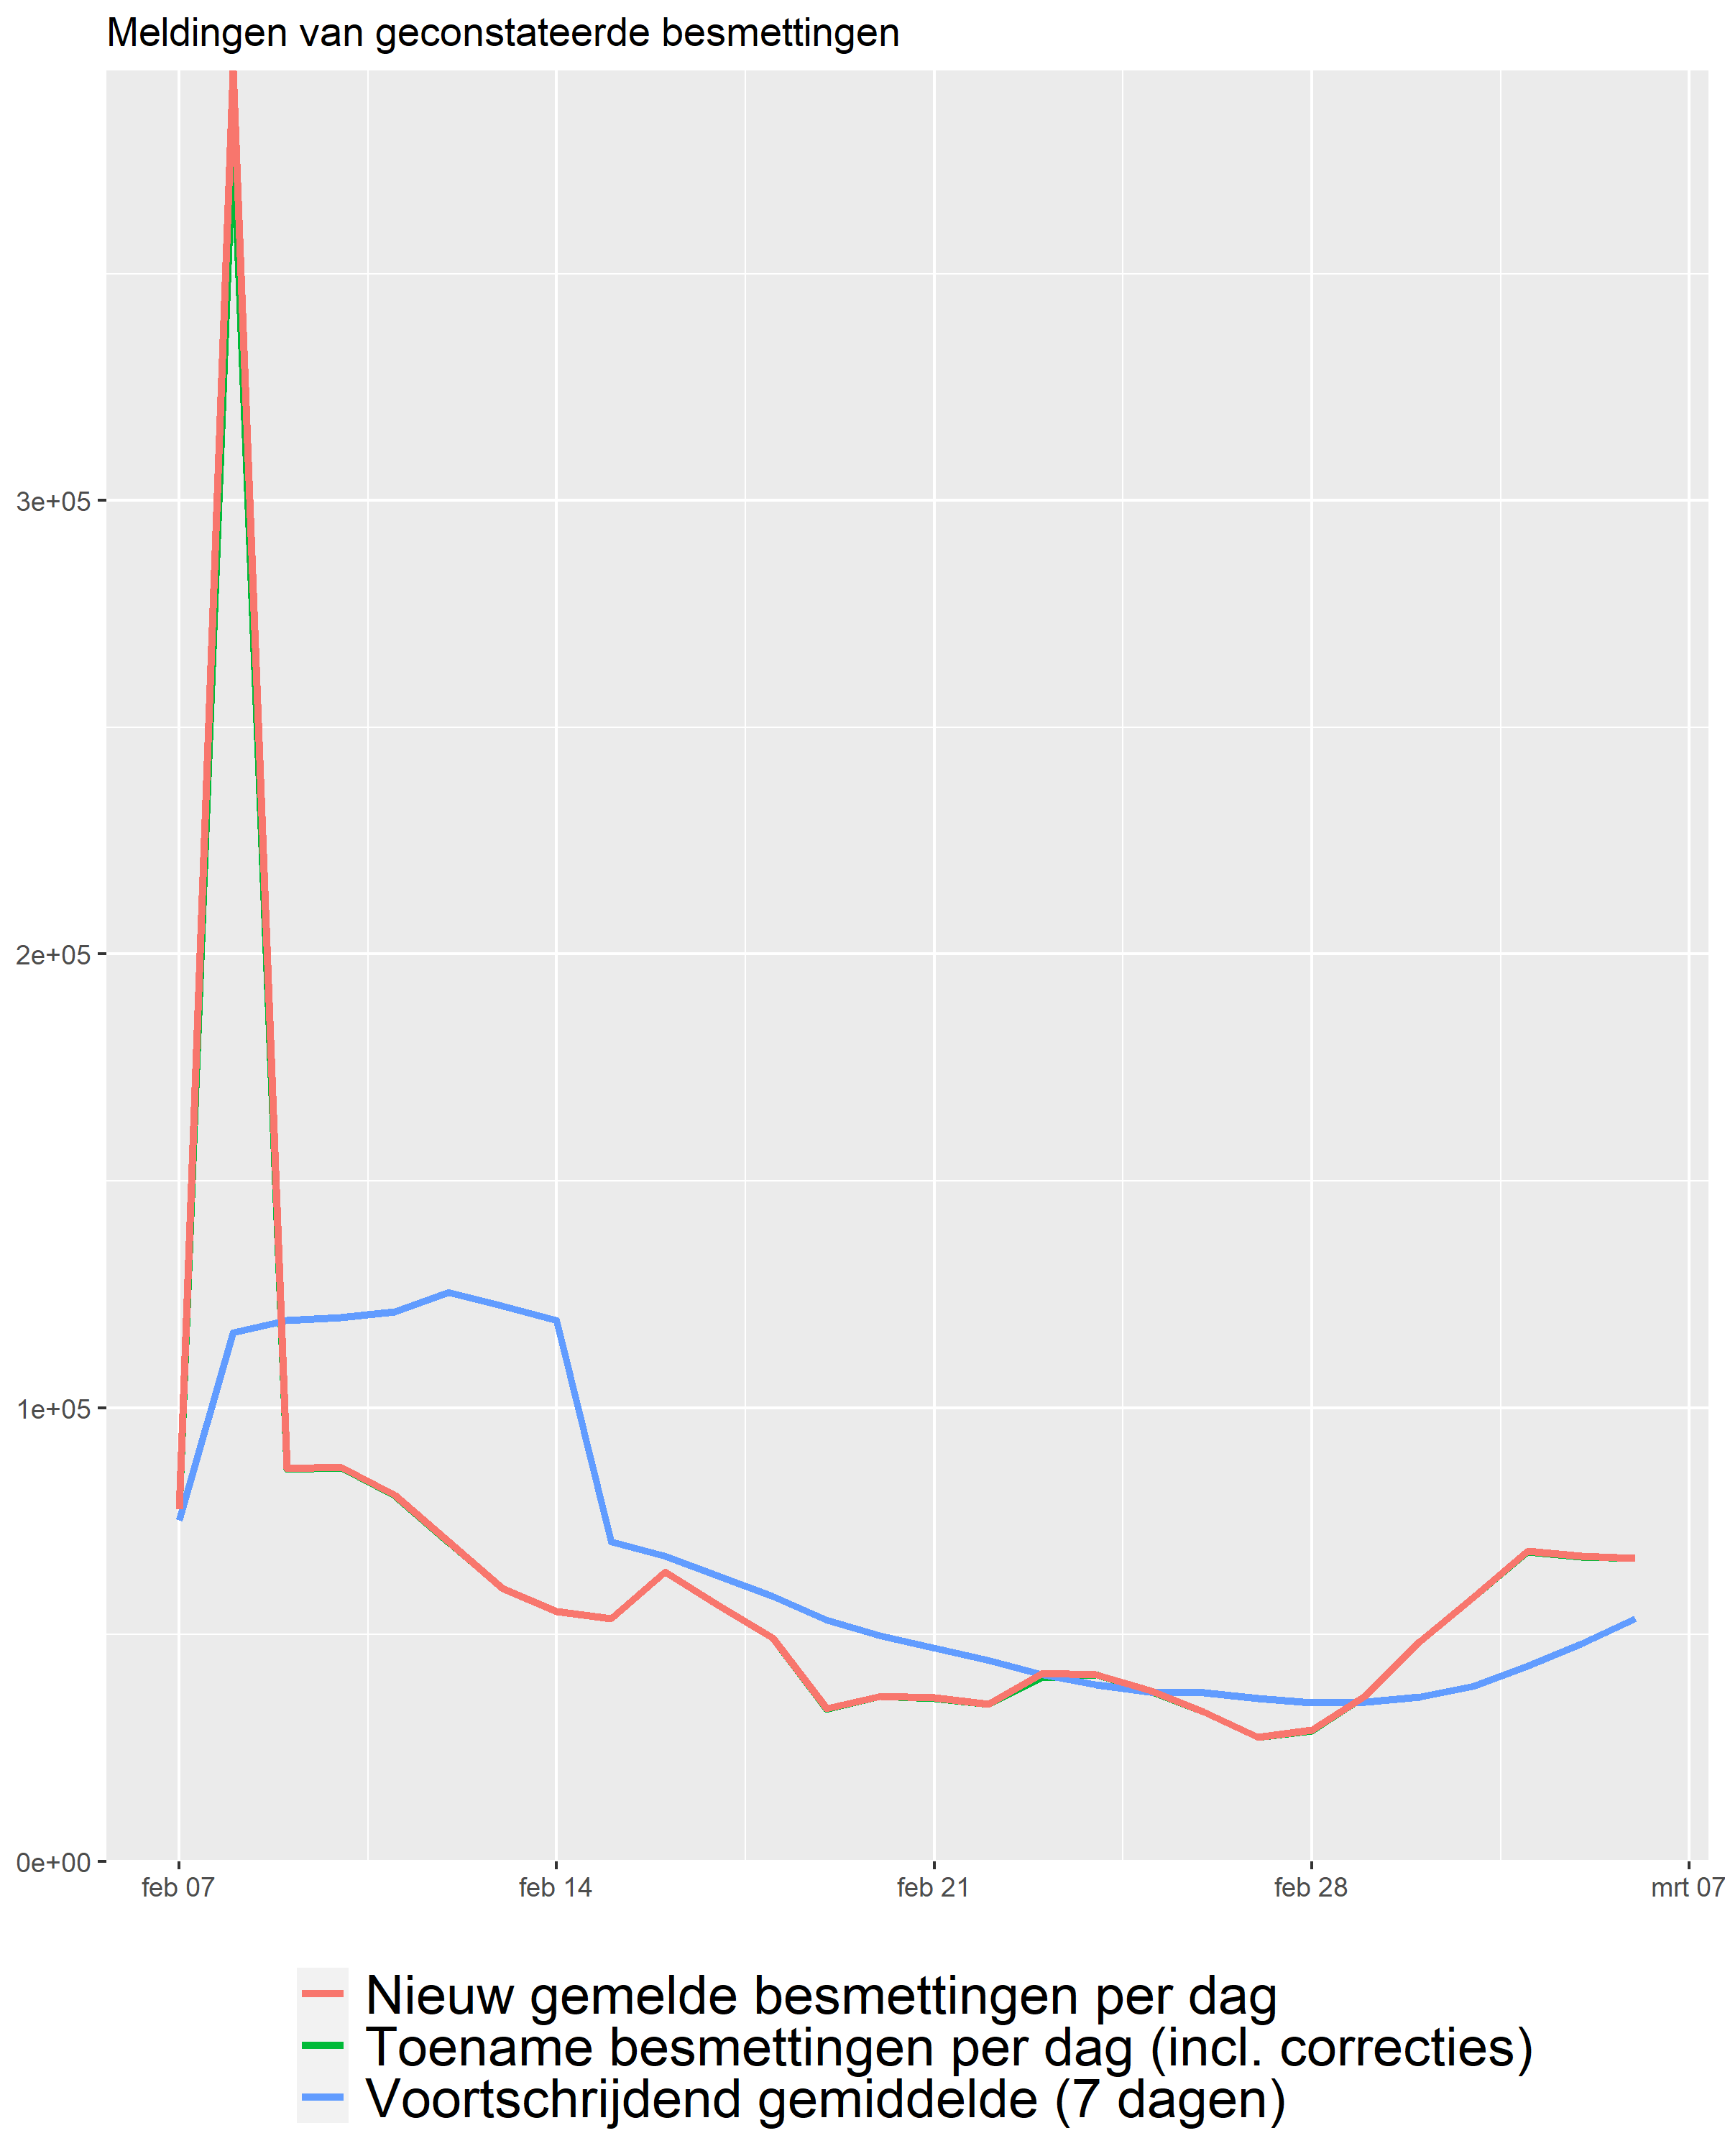 Meldingen van geconstateerde besmettingen
3e+05
2e+05
1e+05
0e+00
feb 07
feb 14
feb 21
feb 28
mrt 07
Nieuw gemelde besmettingen per dag
Toename besmettingen per dag (incl. correcties)
Voortschrijdend gemiddelde (7 dagen)